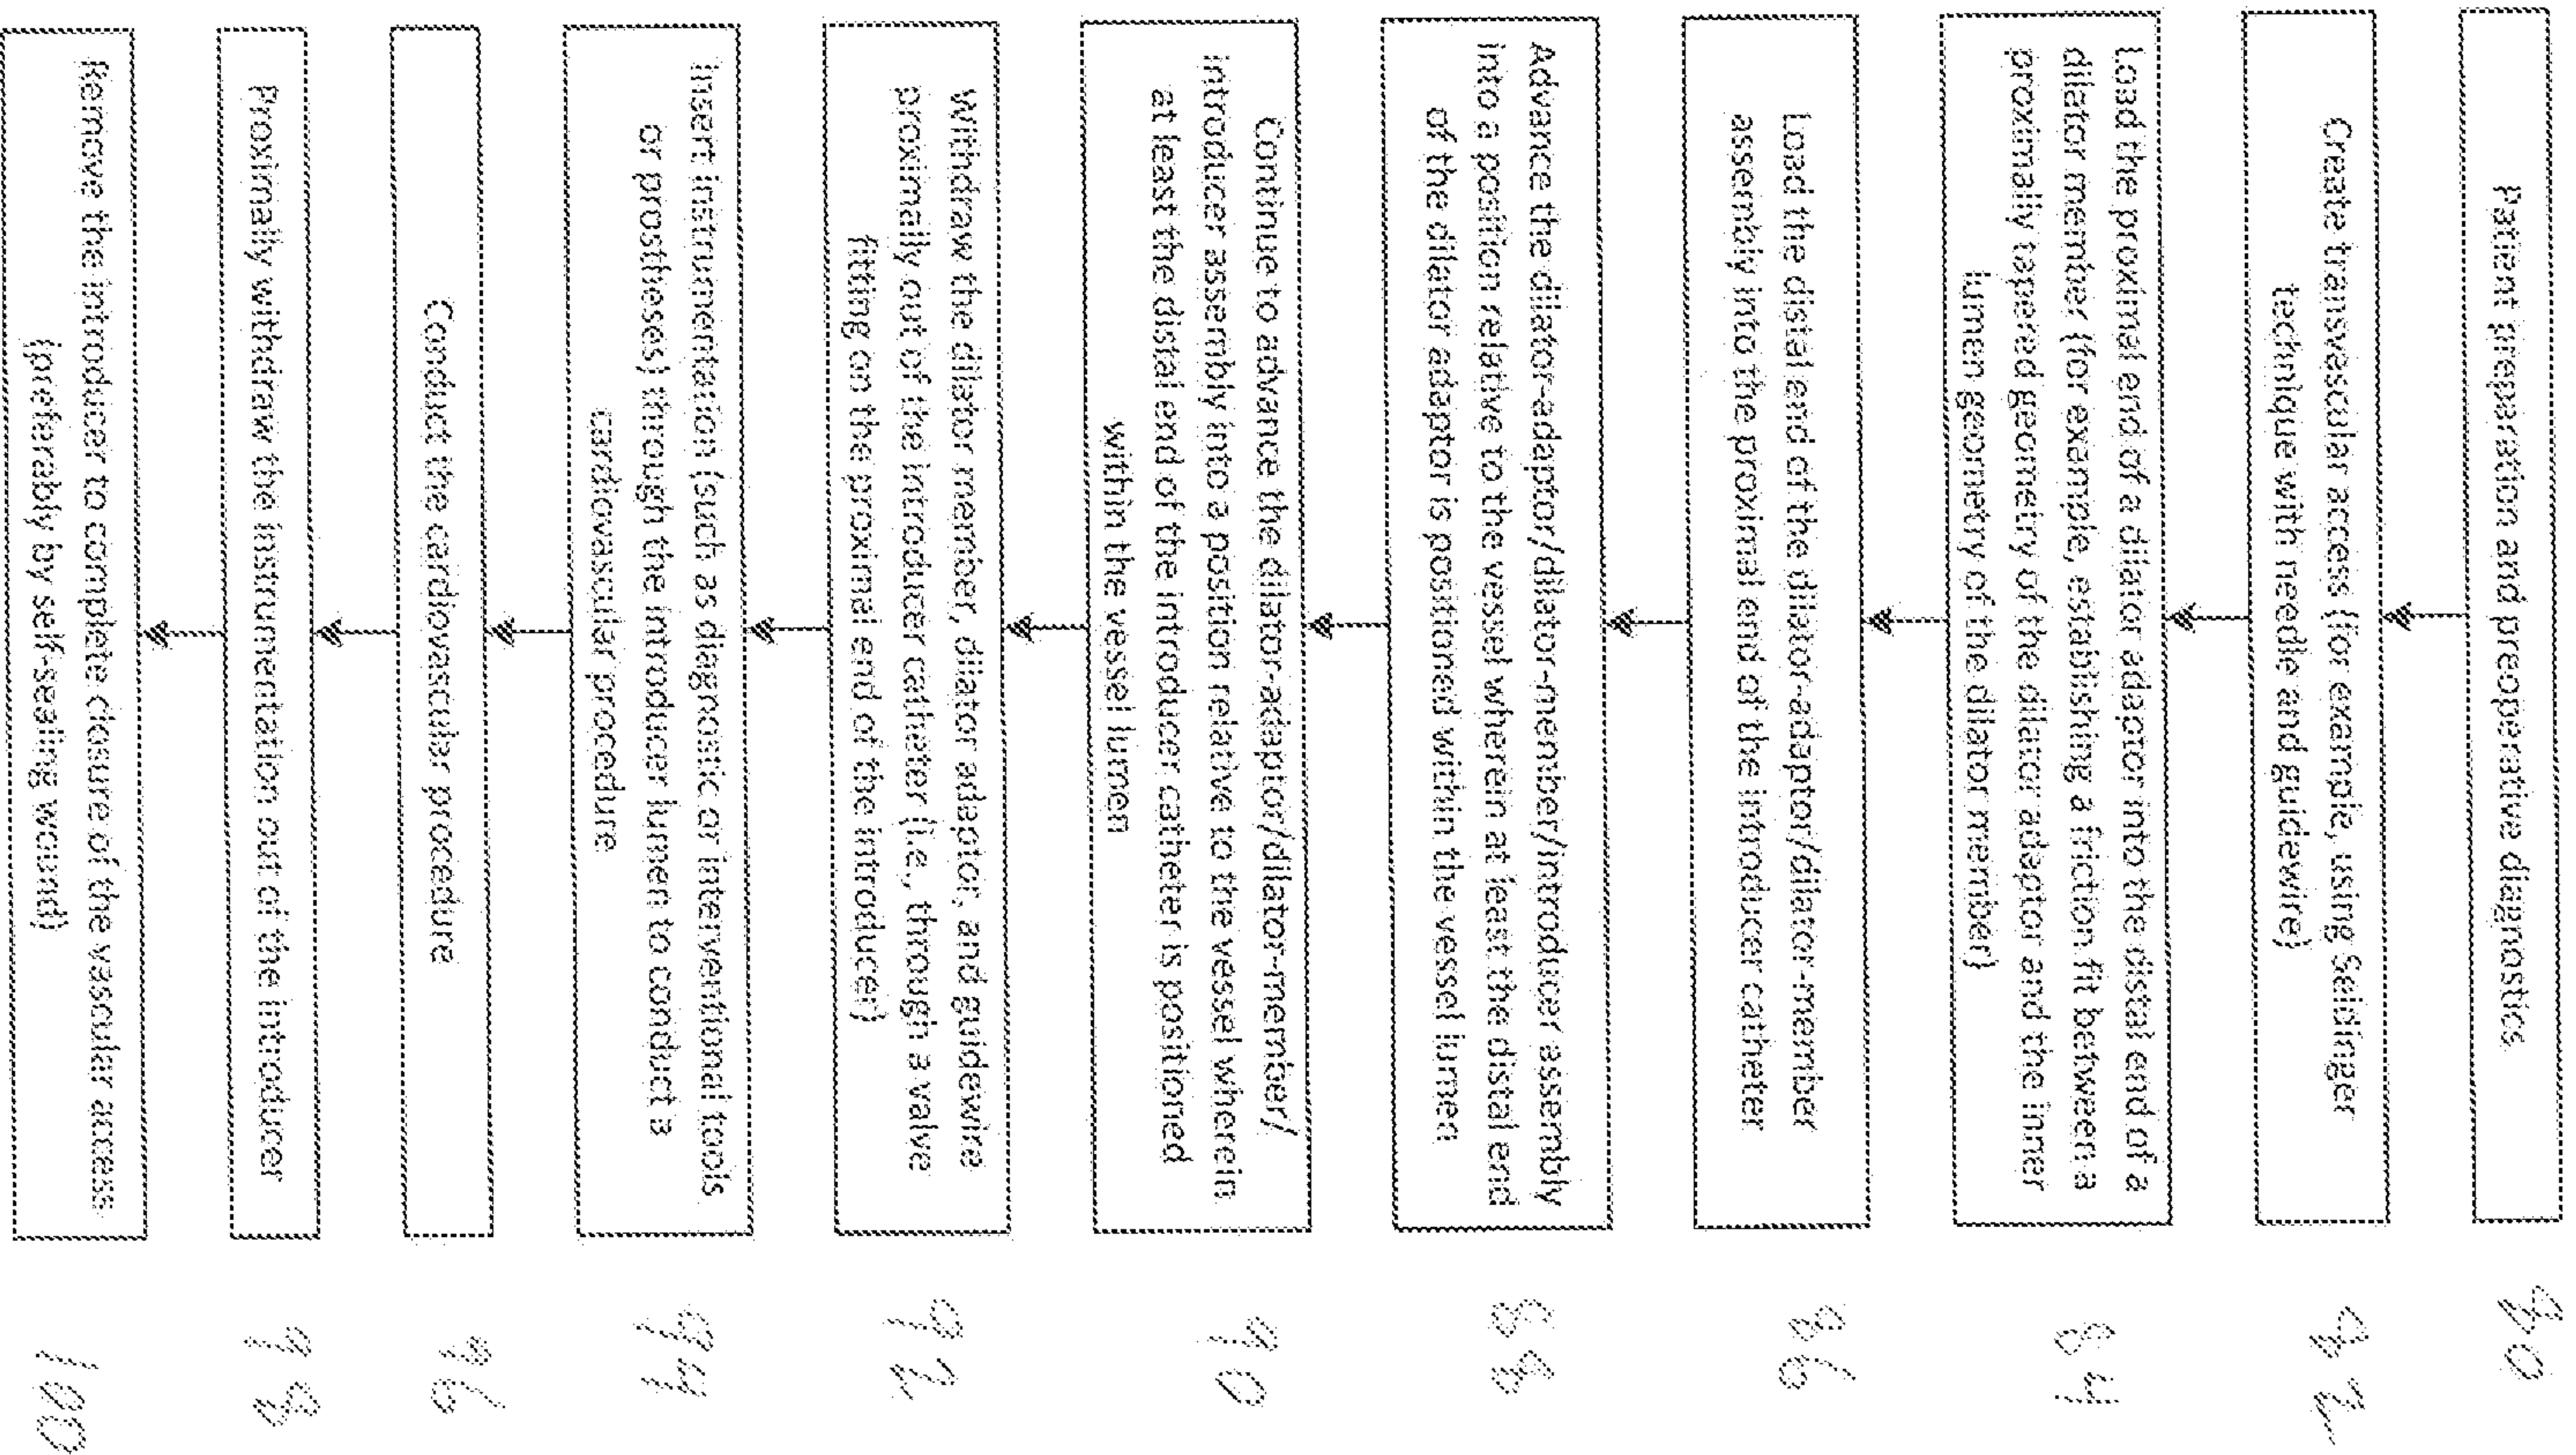 Patient preparation and preoperative diagnostics
80
Create transvascular access (for example, using Seldinger
technique with needle and guidewire)
82
Load the proximal end of a dilator adaptor into the distal end of a
dilator member (for example, establishing a friction fit between a
proximally tapered geometry of the dilator adaptor and the inner
lumen geometry of the dilator member)
84
Load the distal end of the dilator-adaptor/dilator-member
assembly into the proximal end of the introducer catheter
86
Advance the dilator-adaptor/dilator-member/introducer assembly
into a position relative to the vessel wherein at least the distal end
of the dilator adaptor is positioned within the vessel lumen
88
Continue to advance the dilator-adaptor/dilator-member/
introducer assembly into a position relative to the vessel wherein
at least the distal end of the introducer catheter is positioned
within the vessel lumen
90
Withdraw the dilator member, dilator adaptor, and guidewire
proximally out of the introducer catheter (i.e., through a valve
fitting on the proximal end of the introducer)
92
Insert instrumentation (such as diagnostic or interventional tools
or prostheses) through the introducer lumen to conduct a
cardiovascular procedure
94
Conduct the cardiovascular procedure
96
Proximally withdraw the instrumentation out of the introducer
98
Remove the introducer to complete closure of the vascular access
(preferably by self-sealing wound)
100